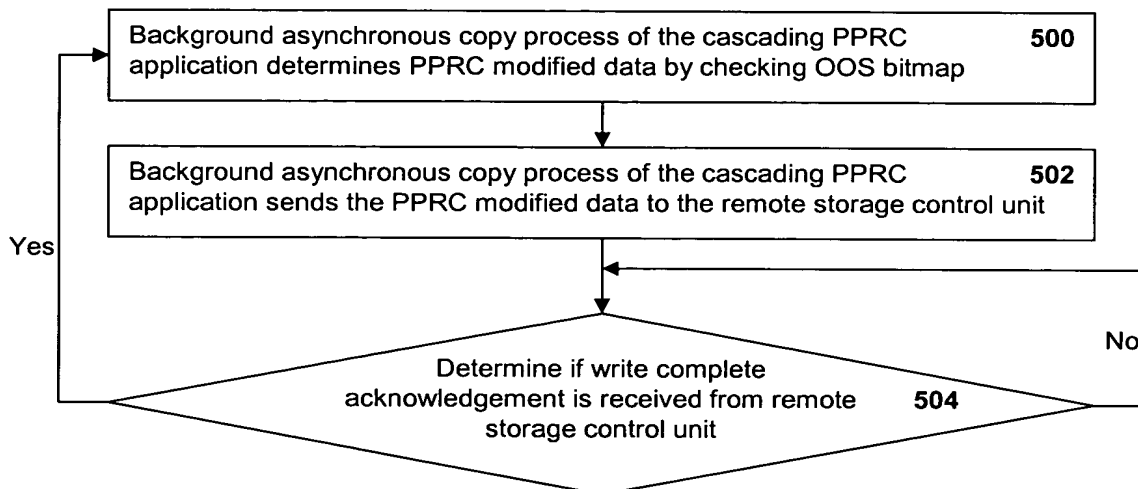 Background asynchronous copy process of the cascading PPRC 500
application determines PPRC modified data by checking OOS bitmap
Background asynchronous copy process of the cascading PPRC 502
application sends the PPRC modified data to the remote storage control unit
Yes
No
Determine if write complete
acknowledgement is received from remote 504
storage control unit